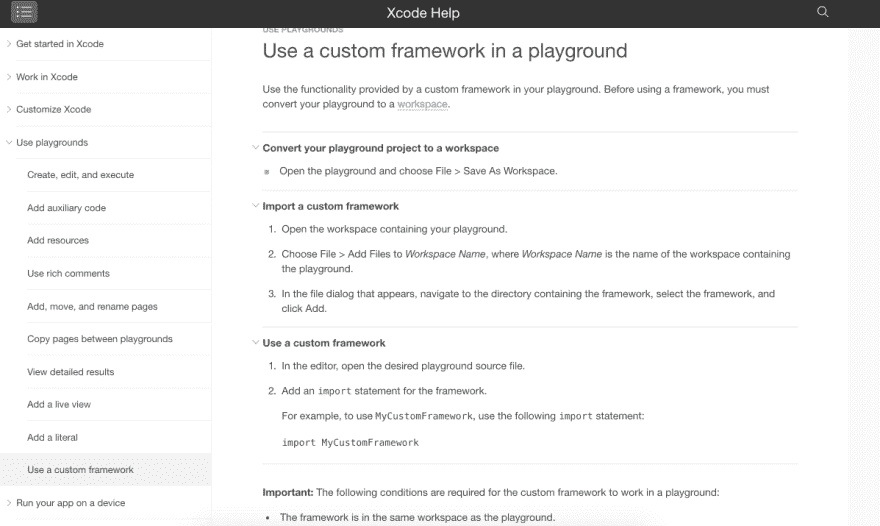 Xcode Help
Get started in Xcode
Work in Xcode
Customize Xcode
Use playgrounds
Create, edit, and execute
Add auxiliary code
Add resources
Use rich comments
Add, move, and rename pages
Copy pages between playgrounds
View detailed results
Add a live view
Add a literal
Use a custom framework
Run your app on a device
USE PLAYGROUNDS
Use a custom framework in a playground
Use the functionality provided by a custom framework in your playground. Before using a framework, you must
convert your playground to a workspace.
Convert your playground project to a workspace
Open the playground and choose File > Save As Workspace.
Import a custom framework
1. Open the workspace containing your playground.
2. Choose File > Add Files to Workspace Name, where Workspace Name is the name of the workspace containing
the playground.
3. In the file dialog that appears, navigate to the directory containing the framework, select the framework, and
click Add.
Use a custom framework
1. In the editor, open the desired playground source file.
2. Add an import statement for the framework.
For example, to use MyCustomFramework, use the following import statement:
import MyCustomFramework
Important: The following conditions are required for the custom framework to work in a playground:
• The framework is in the same workspace as the playground.